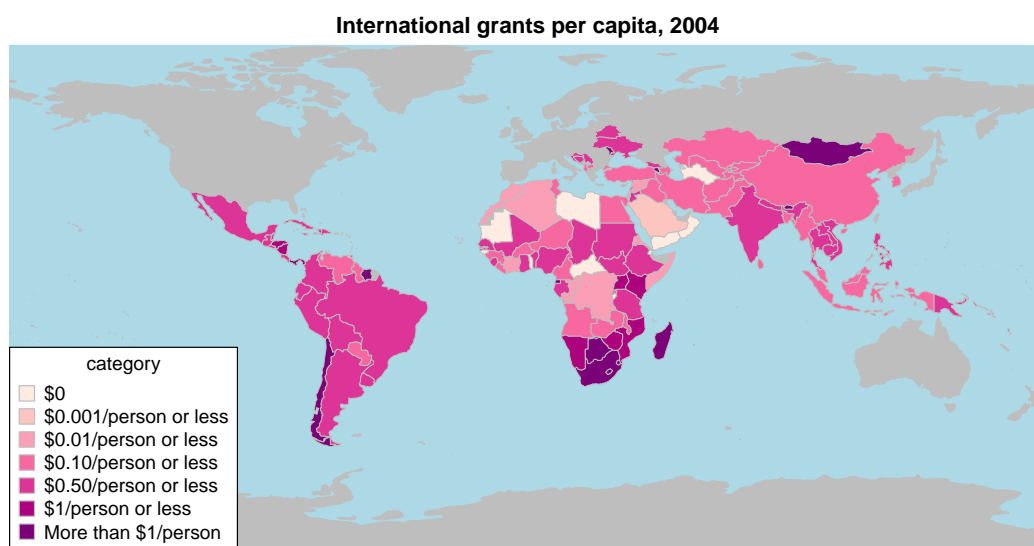 International grants per capita, 2004
category
$0
$0.001/person or less
$0.01/person or less
$0.10/person or less
$0.50/person or less
$1/person or less
More than $1/person